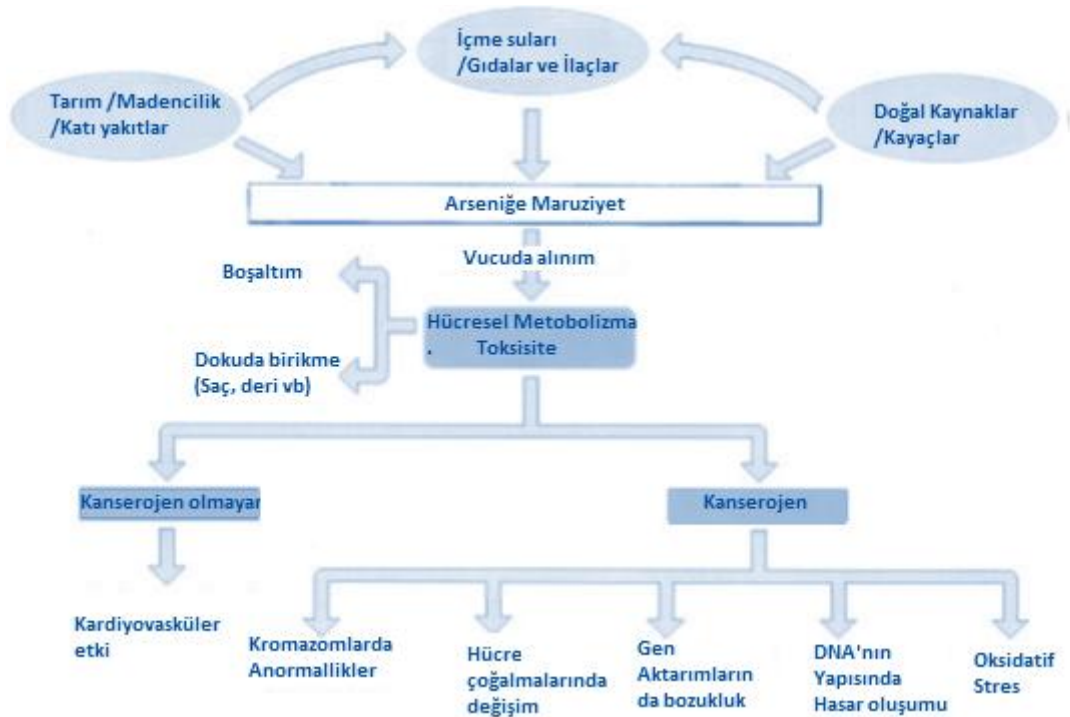 İçme suları
/Gıdalar ve İlaçlar
Tarım /Madencilik
/Katı yakıtlar
Doğal Kaynaklar
/Kayaçlar
Arseniğe Maruziyet
Vucuda alınım
Boşaltım
Hücresel Metobolizma
. Toksisite
Dokuda birikme
(Saç, deri vb)
Kanserojen olmayan
Kanserojen
Kardiyovasküler
etki
Kromazomlarda
Anormallikler
Hücre
çoğalmalarında
değişim
Gen
Aktarımların
da bozukluk
DNA'nın
Yapısında
Hasar oluşumu
Oksidatif
Stres